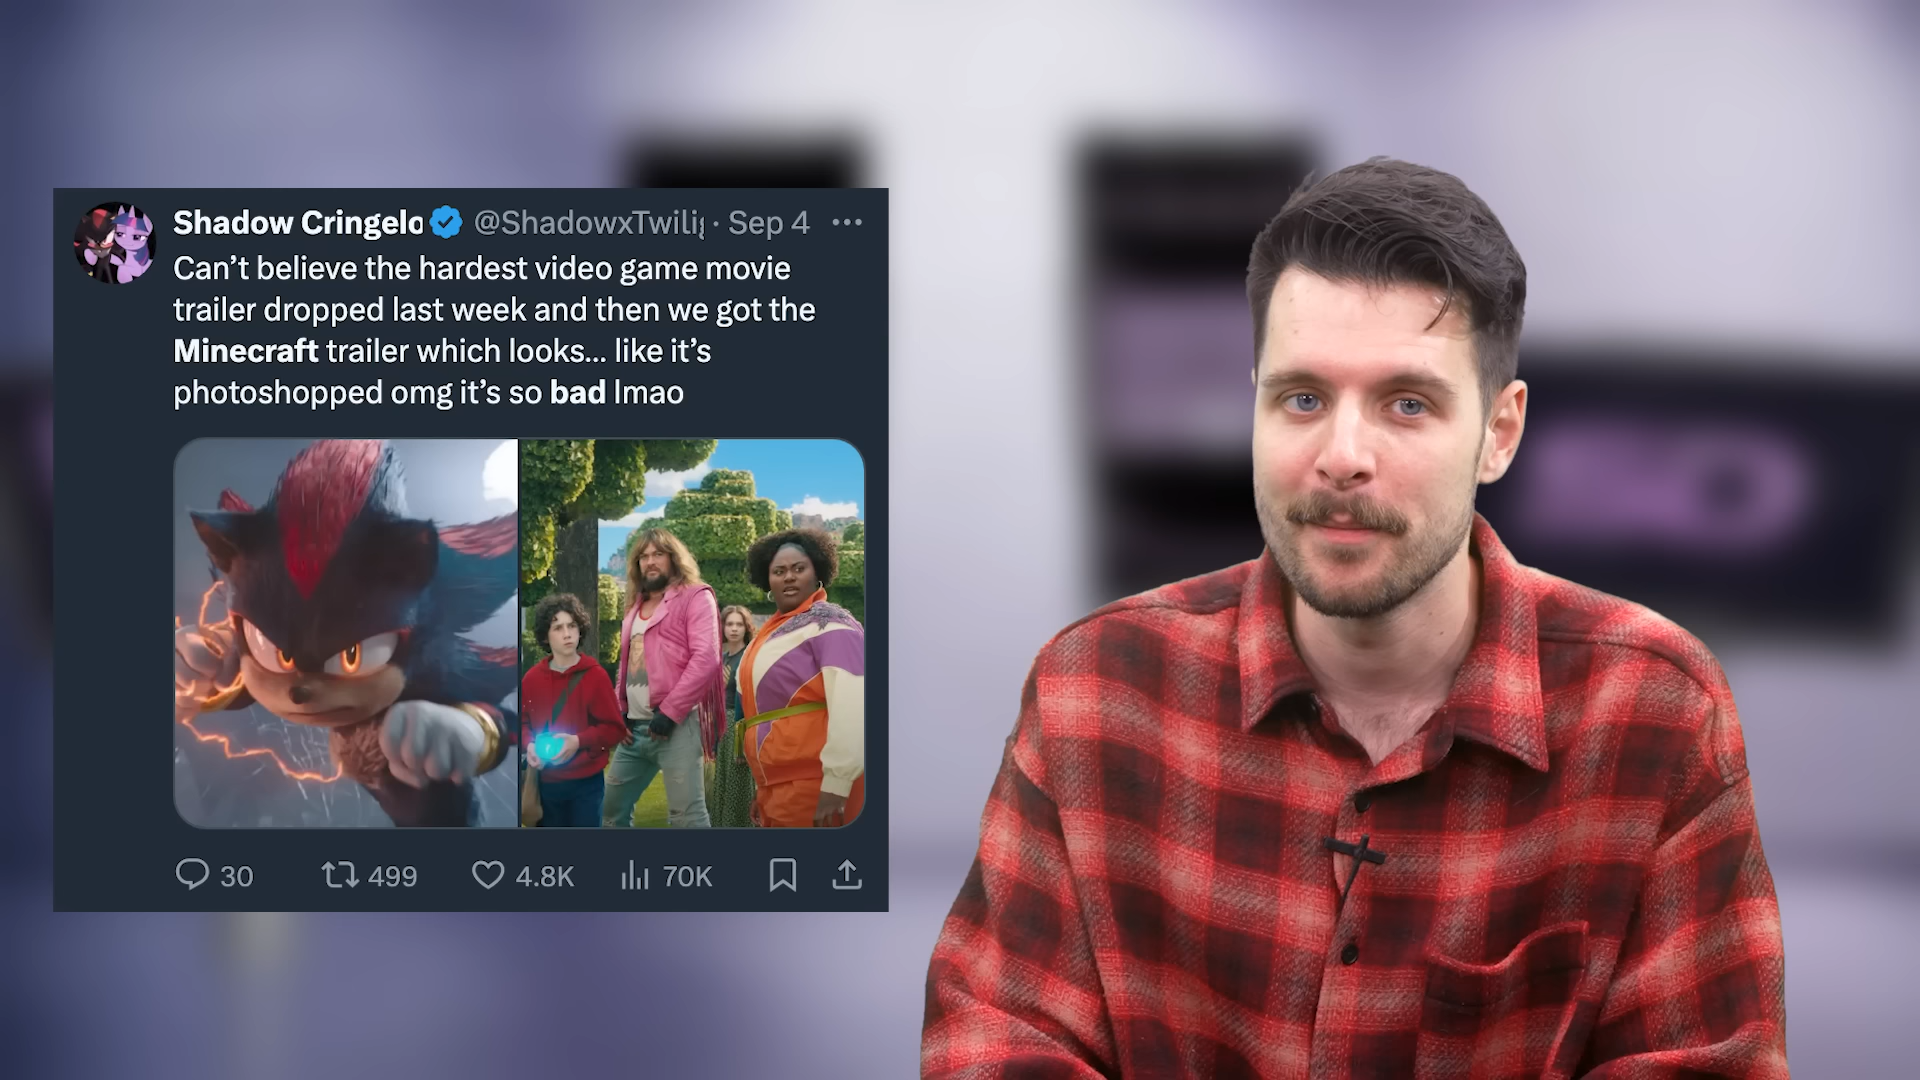 Shadow Cringelo @ShadowxTwilig · Sep 4
Can’t believe the hardest video game movie
trailer dropped last week and then we got the
Minecraft trailer which looks... like it’s
photoshopped omg it’s so bad lmao
30 499 4.8K 70K